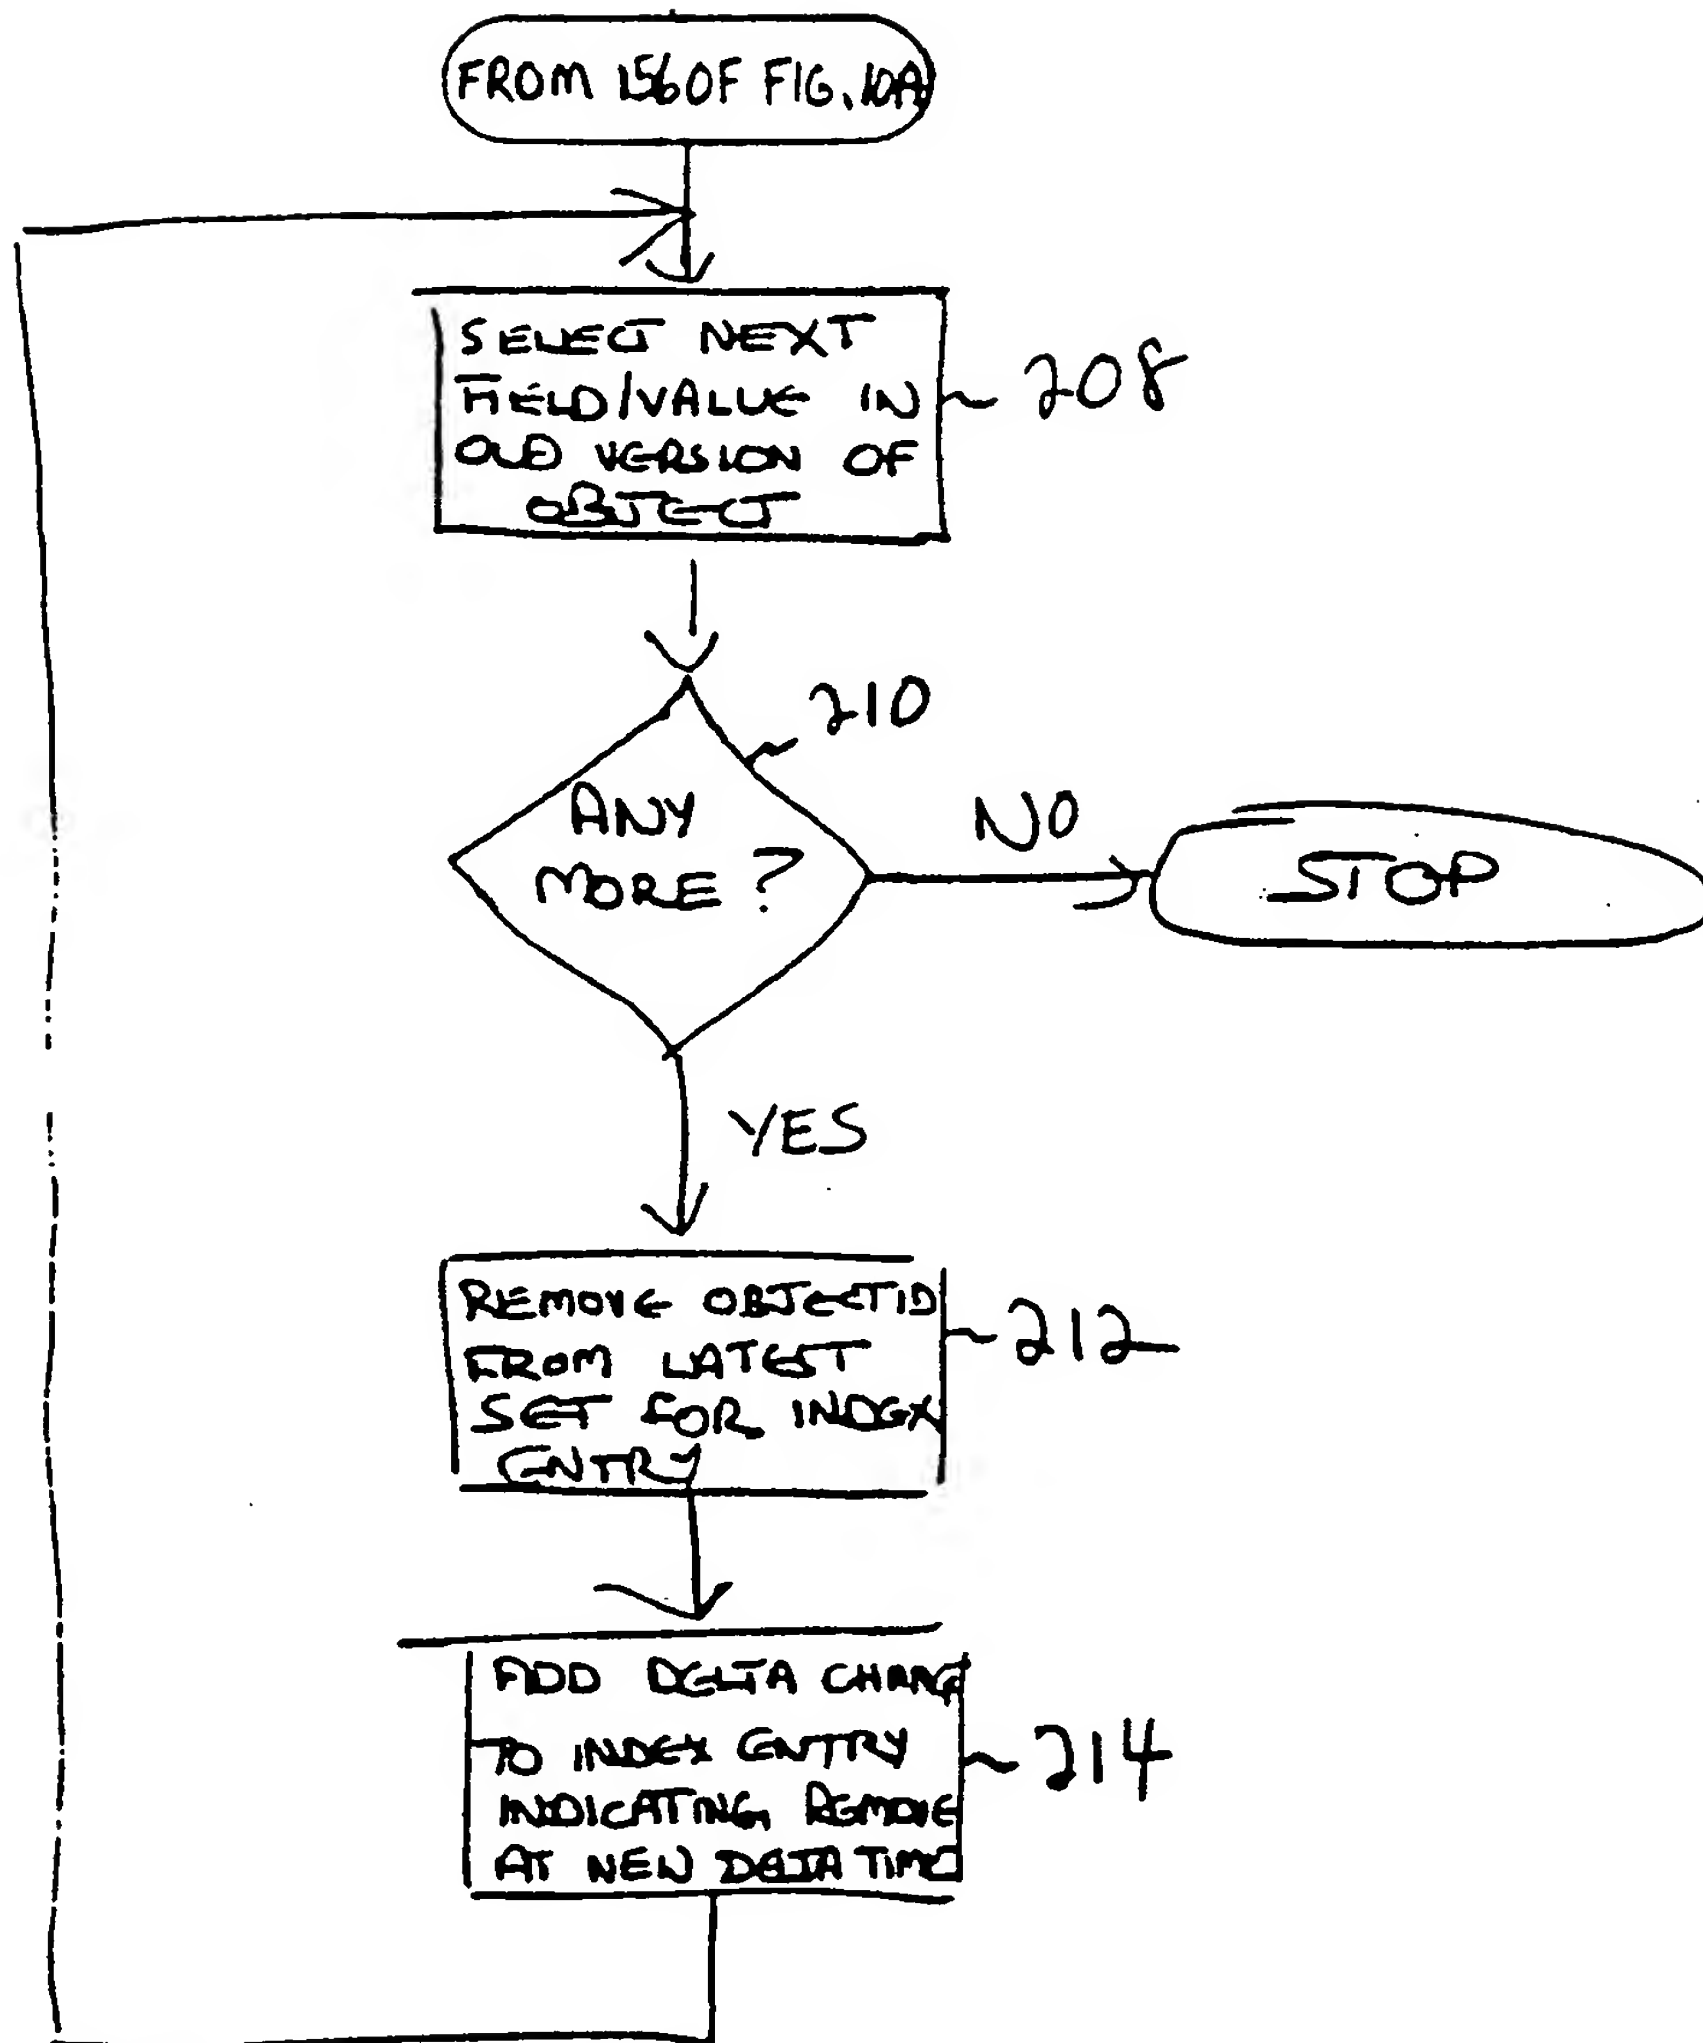 FROM 156 OF FIG. 10A
SELECT NEXT
FIELD/VALUE IN
OLD VERSION OF
OBJECT
208
210
ANY
MORE?
NO
STOP
YES
REMOVE OBJECTID
FROM LATEST
SET FOR INDEX
ENTRY
212
ADD DELTA CHANGE
TO INDEX ENTRY
INDICATING REMOVE
AT NEW DELTA TIME
214